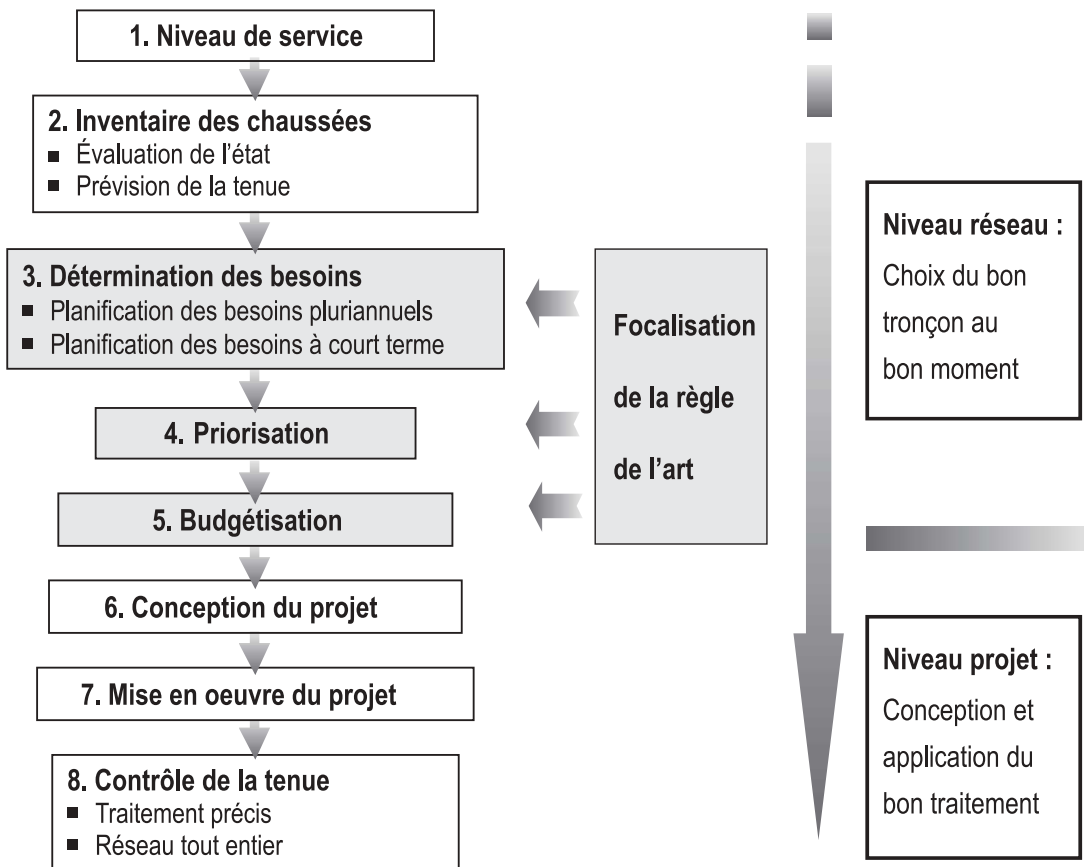 1. Niveau de service
2. Inventaire des chaussées
■ Évaluation de l'état
■ Prévision de la tenue
3. Détermination des besoins
■ Planification des besoins pluriannuels
■ Planification des besoins à court terme
4. Priorisation
5. Budgétisation
6. Conception du projet
7. Mise en oeuvre du projet
8. Contrôle de la tenue
■ Traitement précis
■ Réseau tout entier
Focalisation
de la règle
de l'art
Niveau réseau :
Choix du bon
tronçon au
bon moment
Niveau projet :
Conception et
application du
bon traitement